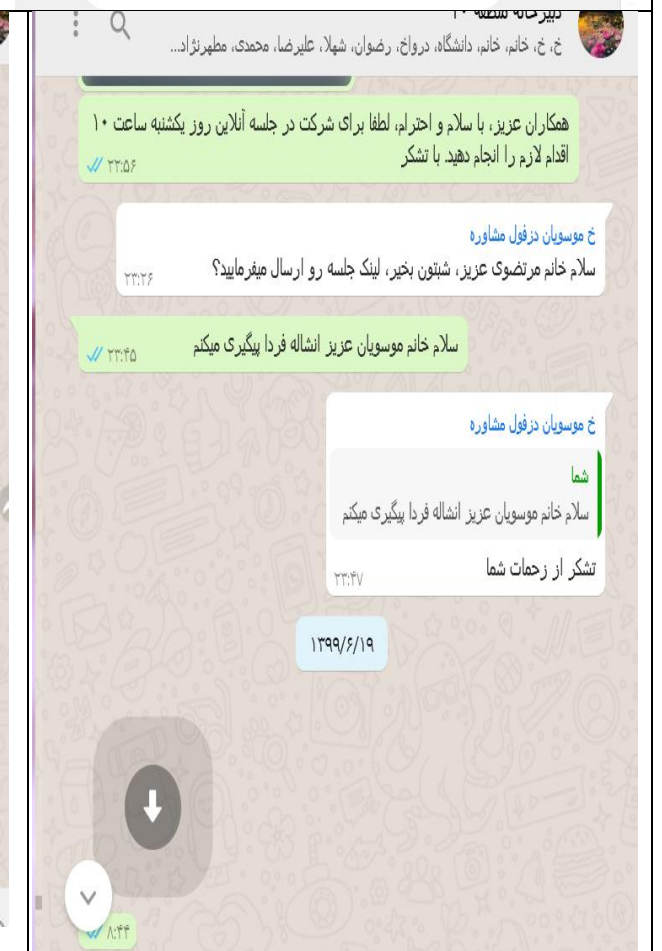 دبیرخانه منطقه ۱۰
خ، خ، خانم، خانم، دانشگاه، درواخ، رضوان، شهلا، علیرضا، محمدی، مطهرنژاد...
همکاران عزیز، با سلام و احترام، لطفا برای شرکت در جلسه آنلاین روز یکشنبه ساعت ۱۰
اقدام لازم را انجام دهید. با تشکر
۲۳:۵۶
خ موسویان دزفول مشاوره
سلام خانم مرتضوی عزیز، شبتون بخیر، لینک جلسه رو ارسال میفرمایید؟
۲۳:۲۶
سلام خانم موسویان عزیز انشاله فردا پیگیری میکنم
۲۳:۴۵
خ موسویان دزفول مشاوره
شما
سلام خانم موسویان عزیز انشاله فردا پیگیری میکنم
تشکر از زحمات شما
۲۳:۴۷
۱۳۹۹/۶/۱۹
۸:۴۴